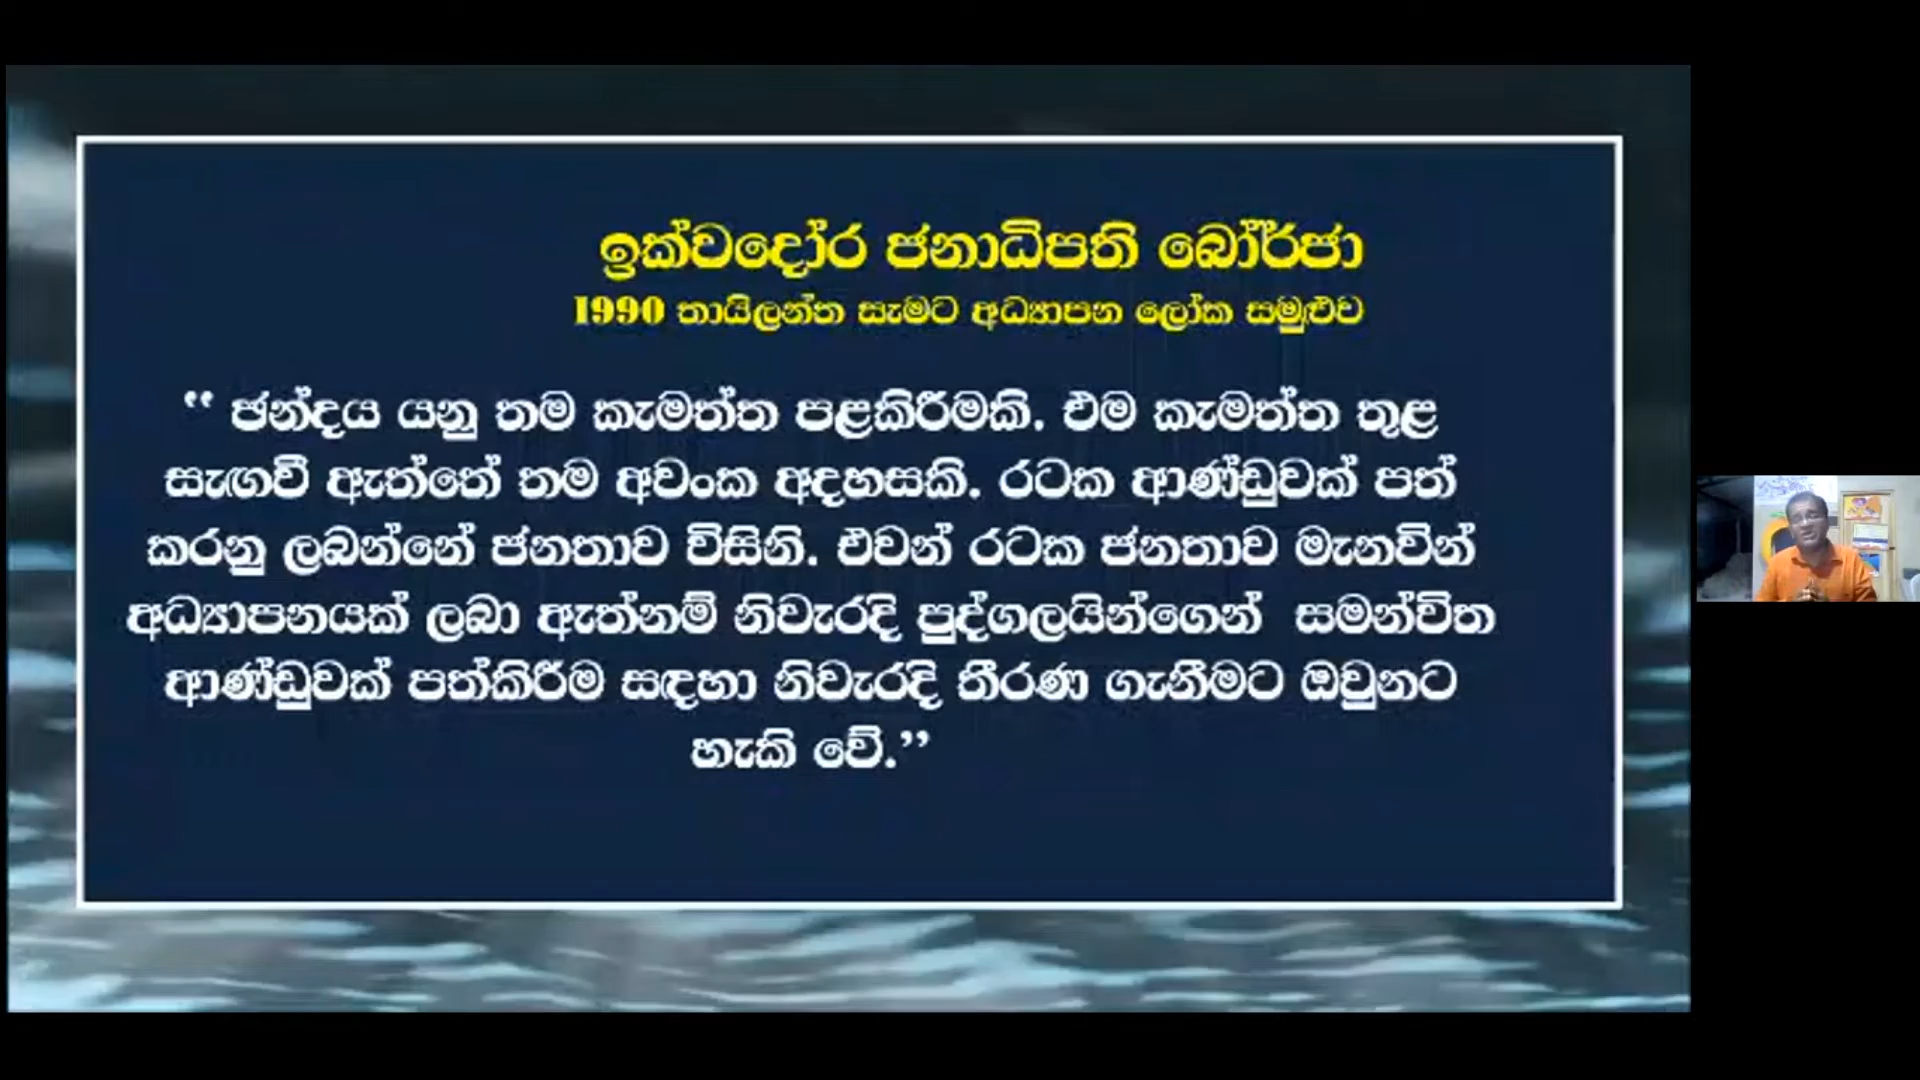 ඉක්වදෝර ජනාධිපති බෝර්ජා
1990 තායිලන්ත සැමට අධ්‍යාපන ලෝක සමුළුව
“ ඡන්දය යනු තම කැමත්ත පළකිරීමකි. එම කැමත්ත තුළ
සැඟවී ඇත්තේ තම අවංක අදහසකි. රටක ආණ්ඩුවක් පත්
කරනු ලබන්නේ ජනතාව විසිනි. එවන් රටක ජනතාව මැනවින්
අධ්‍යාපනයක් ලබා ඇත්නම් නිවැරදි පුද්ගලයින්ගෙන් සමන්විත
ආණ්ඩුවක් පත්කිරීම සඳහා නිවැරදි තීරණ ගැනීමට ඔවුනට
හැකි වේ.”